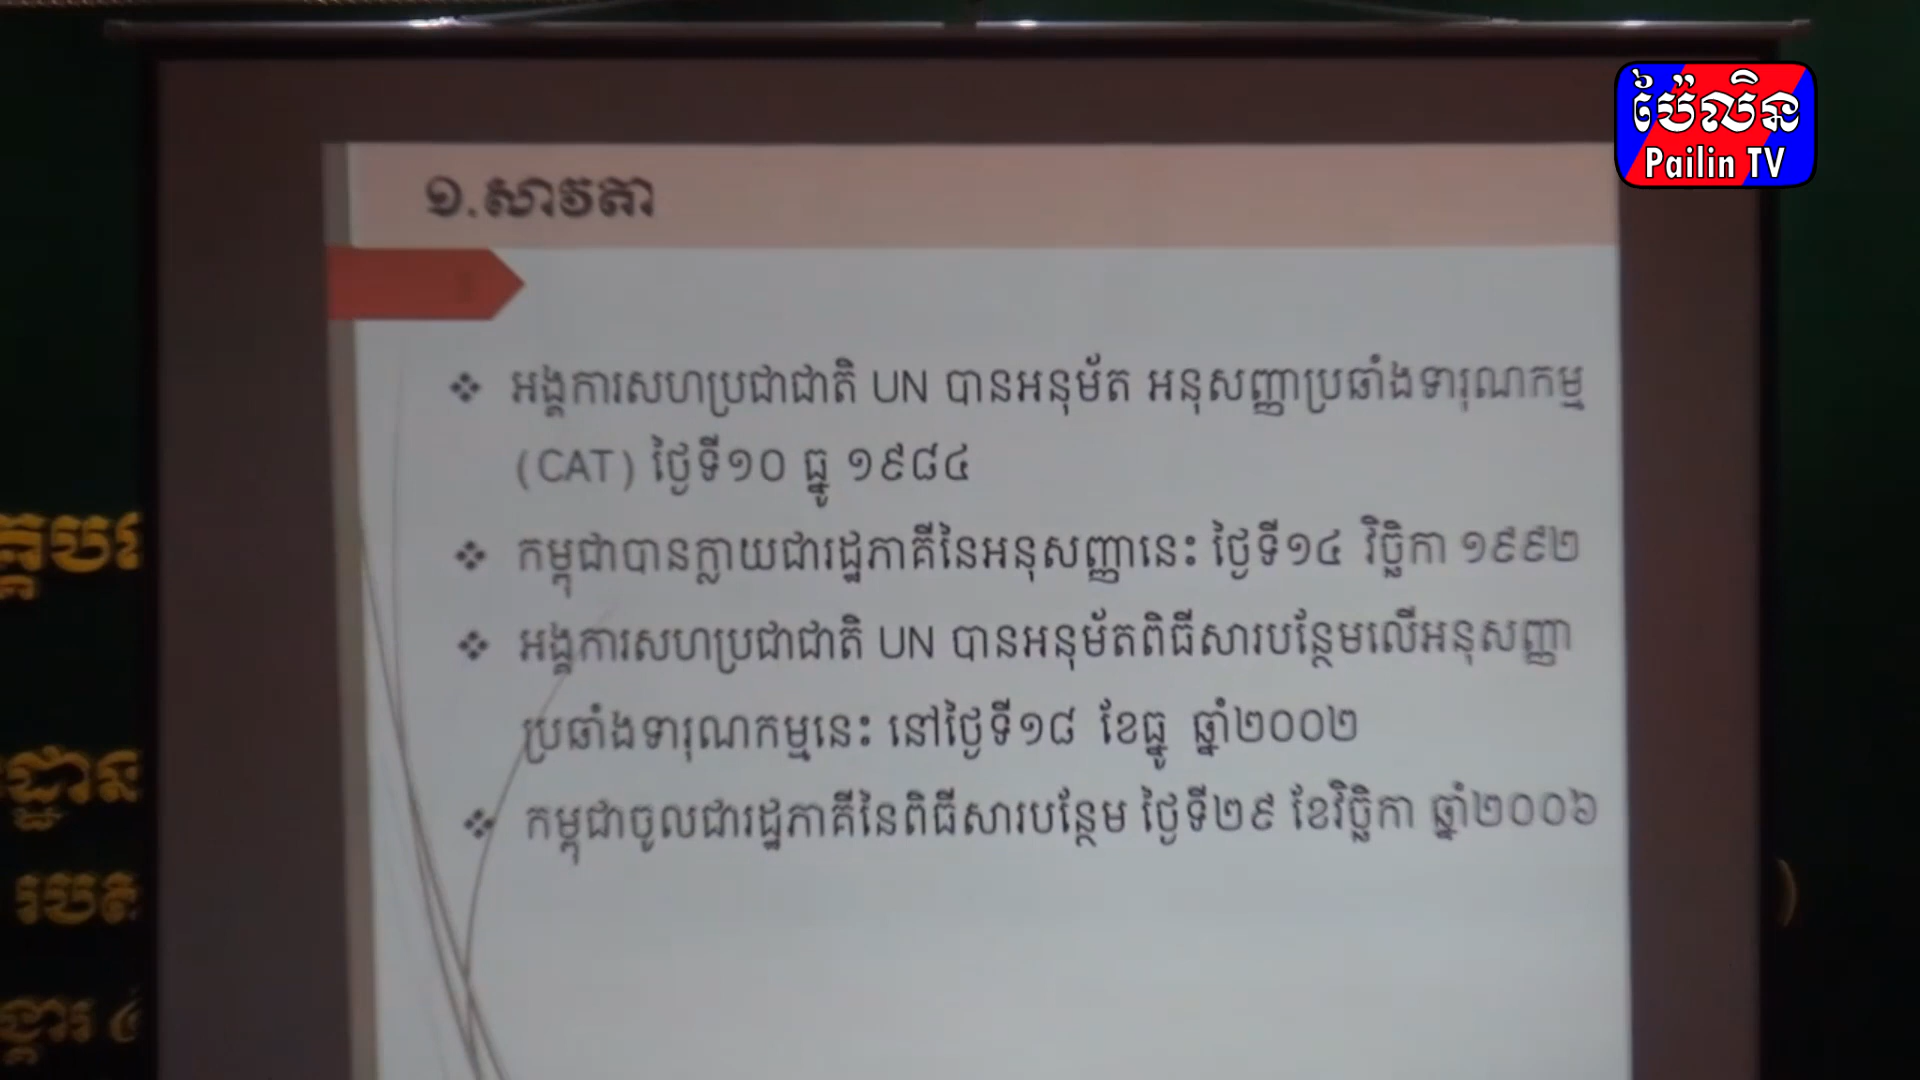 ប៉ៃលិន
Pailin TV
១.សាវតា
❖ អង្គការសហប្រជាជាតិ UN បានអនុម័ត អនុសញ្ញាប្រឆាំងទារុណកម្ម
(CAT) ថ្ងៃទី១០ ធ្នូ ១៩៨៤
❖ កម្ពុជាបានក្លាយជារដ្ឋភាគីនៃអនុសញ្ញានេះ ថ្ងៃទី១៤ វិច្ឆិកា ១៩៩២
❖ អង្គការសហប្រជាជាតិ UN បានអនុម័តពិធីសារបន្ថែមលើអនុសញ្ញា
ប្រឆាំងទារុណកម្មនេះ នៅថ្ងៃទី១៨ ខែធ្នូ ឆ្នាំ២០០២
❖ កម្ពុជាចូលជារដ្ឋភាគីនៃពិធីសារបន្ថែម ថ្ងៃទី២៩ ខែវិច្ឆិកា ឆ្នាំ២០០៦